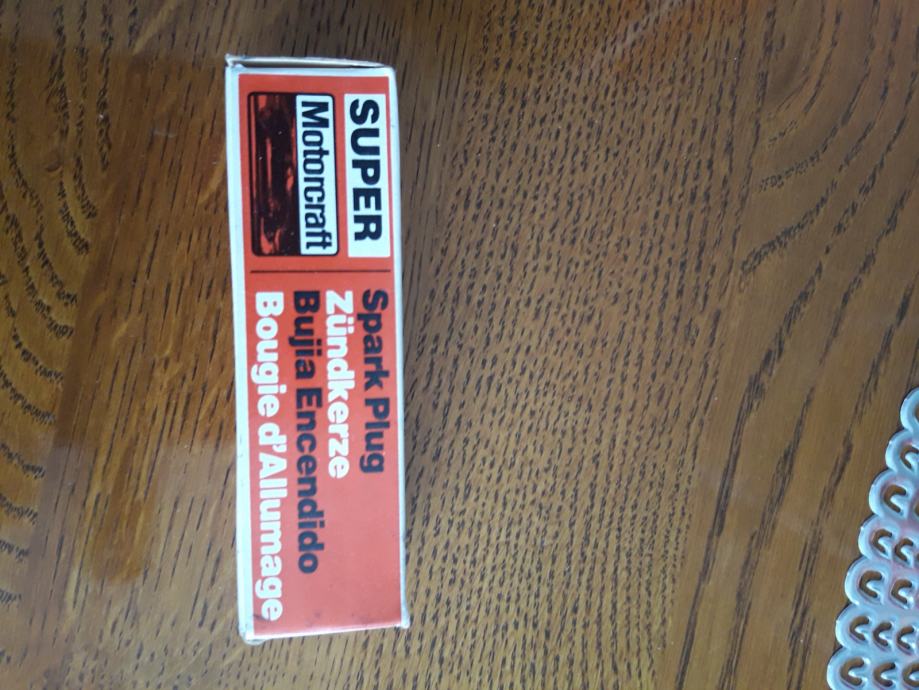 SUPER
Motorcraft
Spark Plug
Zündkerze
Bujia Encendido
Bougie d'Allumage